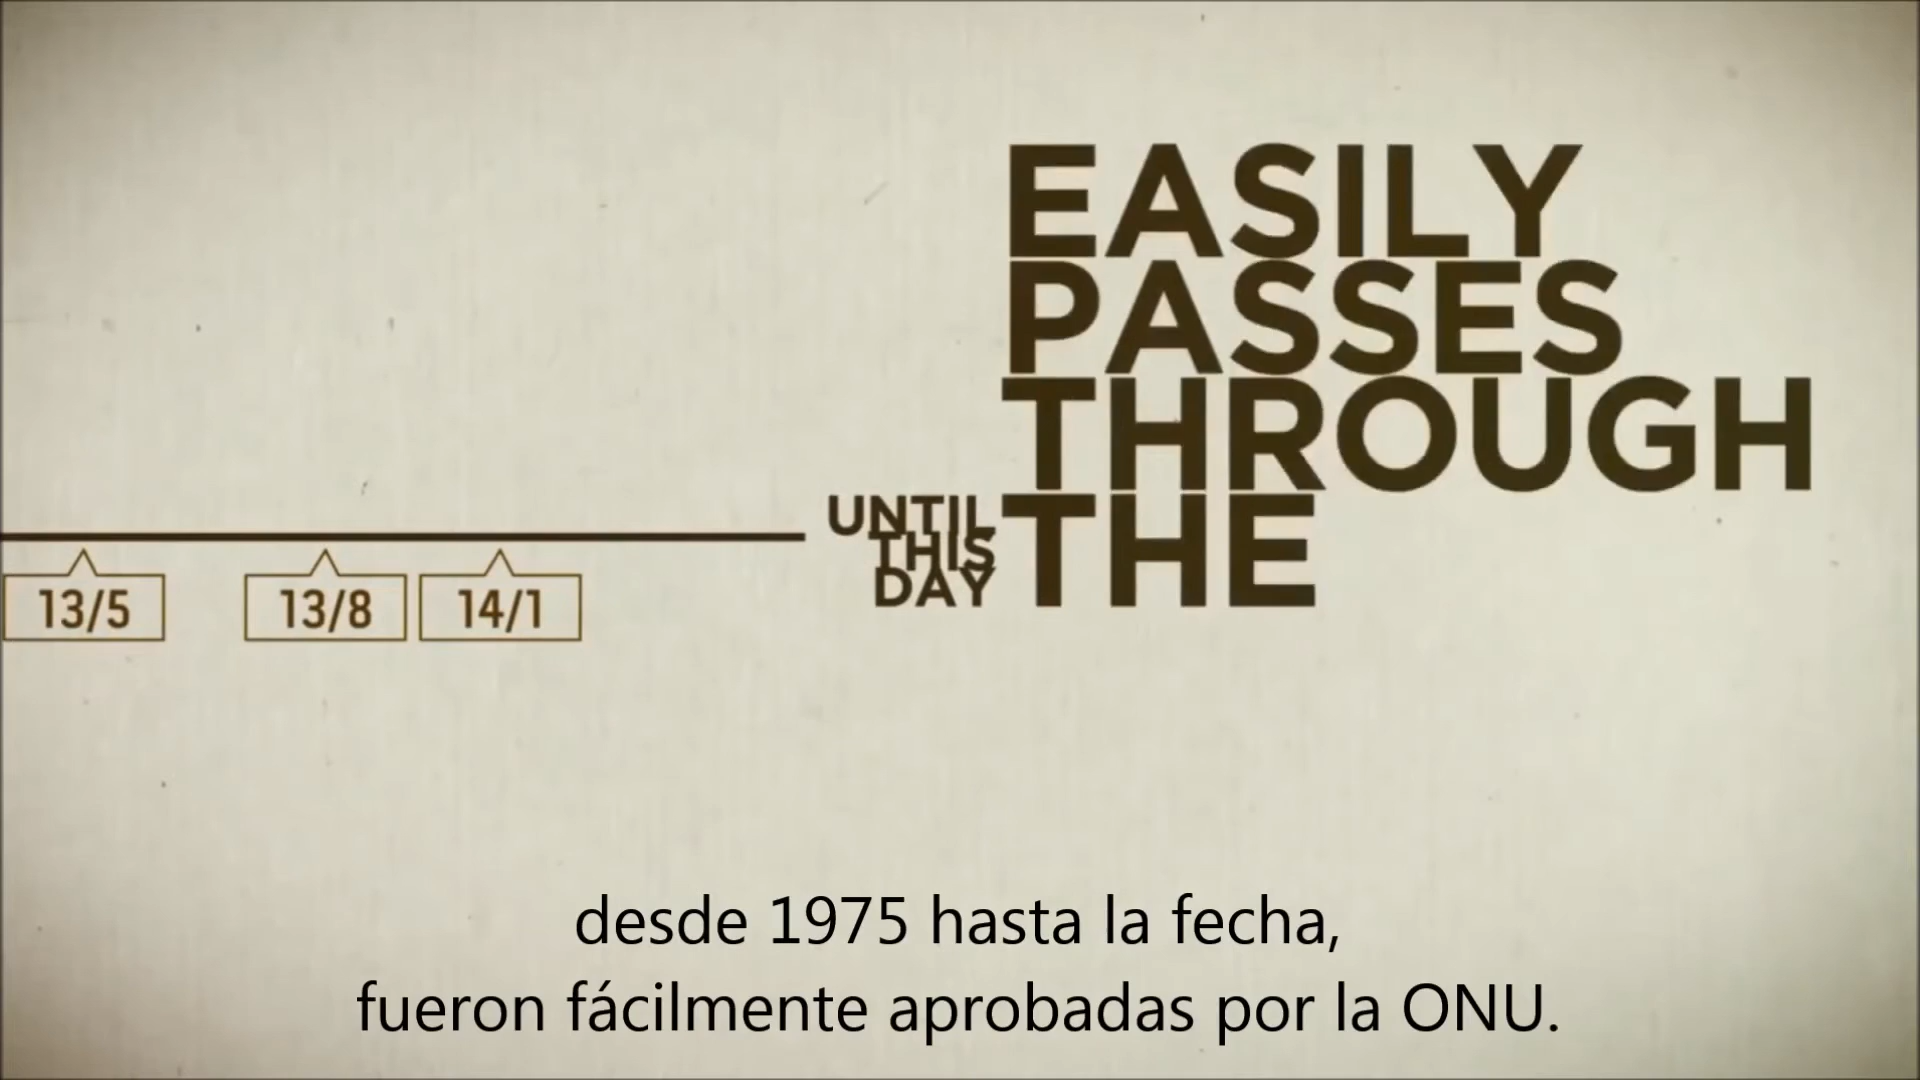 EASILY
PASSES
THROUGH
THE
UNTIL
THIS
DAY
13/5
13/8
14/1
desde 1975 hasta la fecha,
fueron fácilmente aprobadas por la ONU.